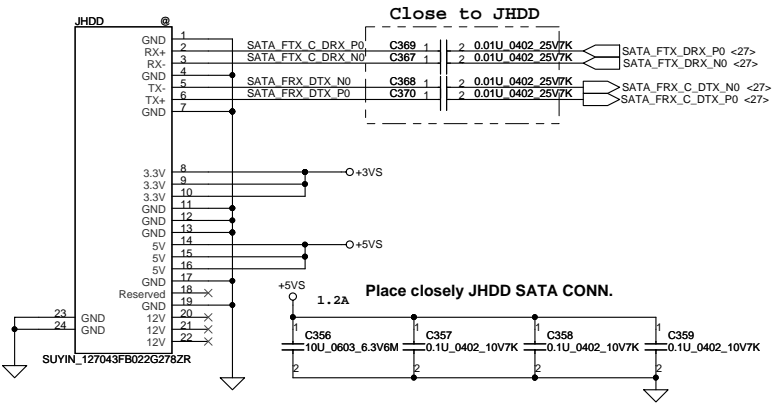 Close to JHDD
JHDD @
GND 1
RX+ 2 SATA_FTX_C_DRX_P0 C369 1 2 0.01U_0402_25V7K SATA_FTX_DRX_P0 <27>
RX- 3 SATA_FTX_C_DRX_N0 C367 1 2 0.01U_0402_25V7K SATA_FTX_DRX_N0 <27>
GND 4
TX- 5 SATA_FRX_DTX_N0 C368 1 2 0.01U_0402_25V7K SATA_FRX_C_DTX_N0 <27>
TX+ 6 SATA_FRX_DTX_P0 C370 1 2 0.01U_0402_25V7K SATA_FRX_C_DTX_P0 <27>
GND 7
3.3V 8 +3VS
3.3V 9
3.3V 10
GND 11
GND 12
GND 13
5V 14 +5VS
5V 15
5V 16
GND 17
Reserved 18
GND 19
12V 20
12V 21
12V 22
23 GND
24 GND
SUYIN_127043FB022G278ZR
+5VS
1.2A
Place closely JHDD SATA CONN.
1 1 1 1
C356 C357 C358 C359
10U_0603_6.3V6M 0.1U_0402_10V7K 0.1U_0402_10V7K 0.1U_0402_10V7K
2 2 2 2